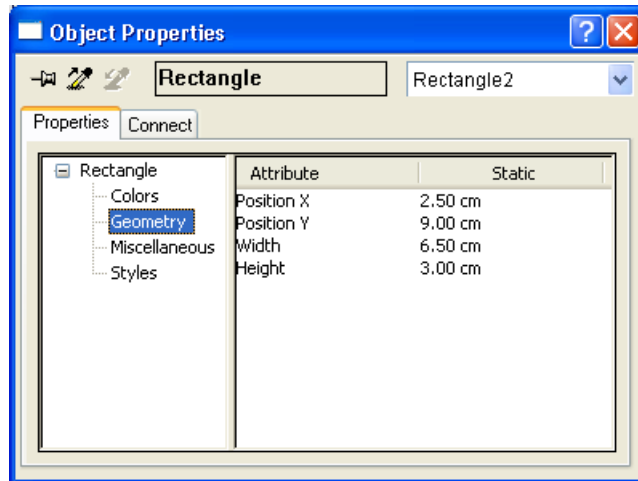 Object Properties
Rectangle Rectangle2
Properties Connect
Rectangle
Colors
Geometry
Miscellaneous
Styles
Attribute Static
Position X 2.50 cm
Position Y 9.00 cm
Width 6.50 cm
Height 3.00 cm